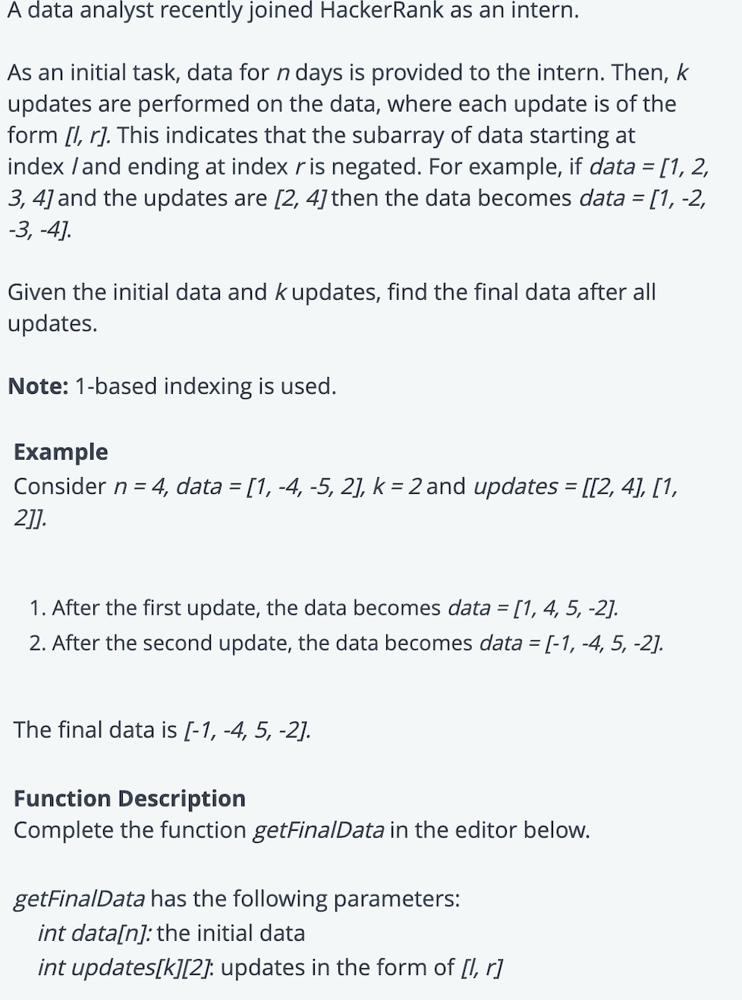 A data analyst recently joined HackerRank as an intern.
As an initial task, data for n days is provided to the intern. Then, k
updates are performed on the data, where each update is of the
form [l, r]. This indicates that the subarray of data starting at
index l and ending at index r is negated. For example, if data = [1, 2,
3, 4] and the updates are [2, 4] then the data becomes data = [1, -2,
-3, -4].
Given the initial data and k updates, find the final data after all
updates.
Note: 1-based indexing is used.
Example
Consider n = 4, data = [1, -4, -5, 2], k = 2 and updates = [[2, 4], [1,
2]].
1. After the first update, the data becomes data = [1, 4, 5, -2].
2. After the second update, the data becomes data = [-1, -4, 5, -2].
The final data is [-1, -4, 5, -2].
Function Description
Complete the function getFinalData in the editor below.
getFinalData has the following parameters:
int data[n]: the initial data
int updates[k][2]: updates in the form of [l, r]